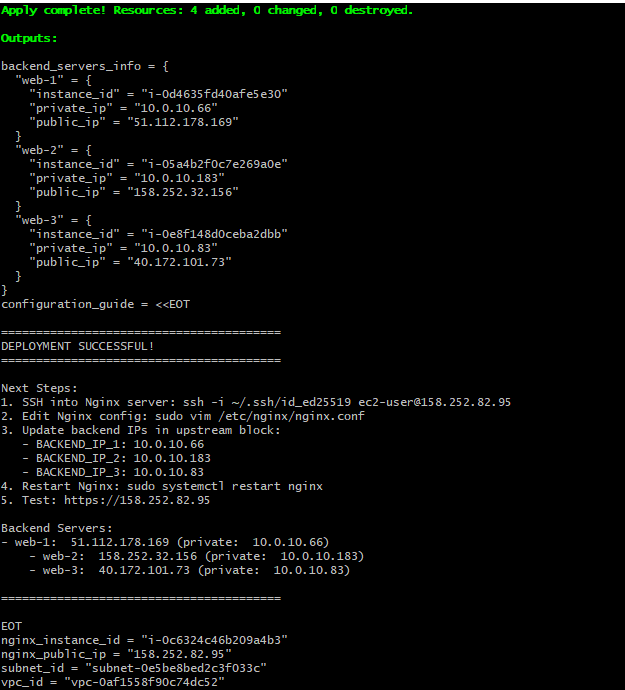 Apply complete! Resources: 4 added, 0 changed, 0 destroyed.
Outputs:
backend_servers_info = {
  "web-1" = {
    "instance_id" = "i-0d4635fd40afe5e30"
    "private_ip" = "10.0.10.66"
    "public_ip" = "51.112.178.169"
  }
  "web-2" = {
    "instance_id" = "i-05a4b2f0c7e269a0e"
    "private_ip" = "10.0.10.183"
    "public_ip" = "158.252.32.156"
  }
  "web-3" = {
    "instance_id" = "i-0e8f148d0ceba2dbb"
    "private_ip" = "10.0.10.83"
    "public_ip" = "40.172.101.73"
  }
}
configuration_guide = <<EOT
========================================
DEPLOYMENT SUCCESSFUL!
========================================
Next Steps:
1. SSH into Nginx server: ssh -i ~/.ssh/id_ed25519 ec2-user@158.252.82.95
2. Edit Nginx config: sudo vim /etc/nginx/nginx.conf
3. Update backend IPs in upstream block:
   - BACKEND_IP_1: 10.0.10.66
   - BACKEND_IP_2: 10.0.10.183
   - BACKEND_IP_3: 10.0.10.83
4. Restart Nginx: sudo systemctl restart nginx
5. Test: https://158.252.82.95
Backend Servers:
- web-1:  51.112.178.169 (private:  10.0.10.66)
    - web-2:  158.252.32.156 (private:  10.0.10.183)
    - web-3:  40.172.101.73 (private:  10.0.10.83)
========================================
EOT
nginx_instance_id = "i-0c6324c46b209a4b3"
nginx_public_ip = "158.252.82.95"
subnet_id = "subnet-0e5be8bed2c3f033c"
vpc_id = "vpc-0af1558f90c74dc52"